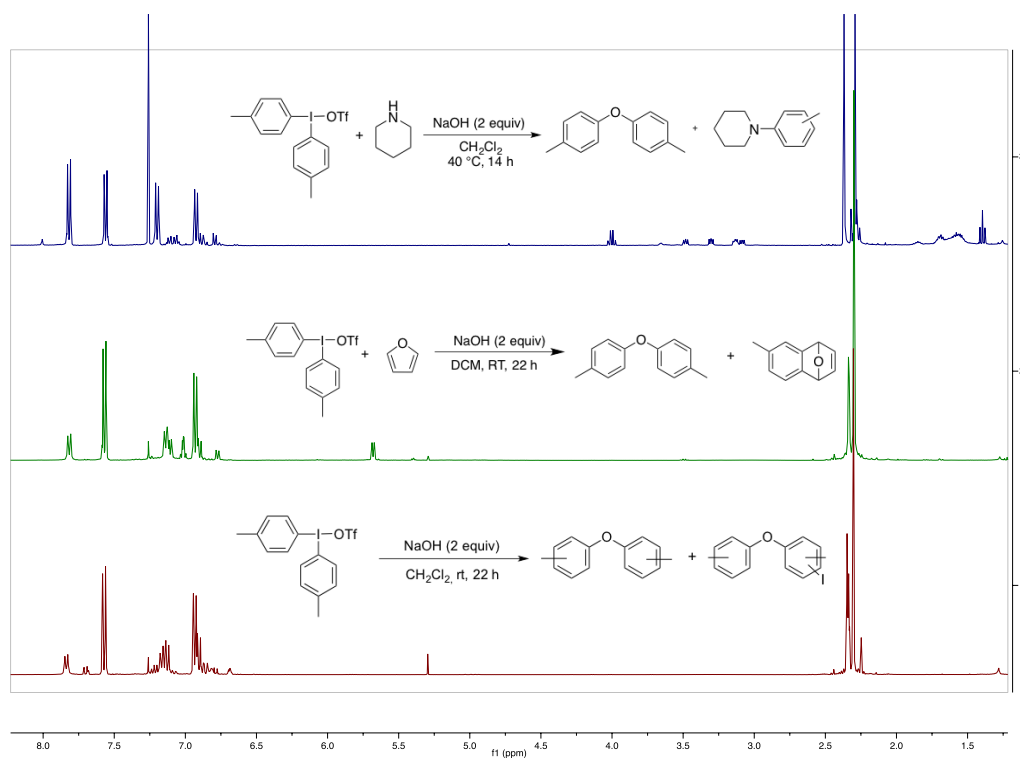 H
N
I
OTf
+
NaOH (2 equiv)
CH2Cl2
40 °C, 14 h
O
+
N
I
OTf
+
O
NaOH (2 equiv)
DCM, RT, 22 h
O
+
O
I
OTf
NaOH (2 equiv)
CH2Cl2, rt, 22 h
O
+
O
I
8.0 7.5 7.0 6.5 6.0 5.5 5.0 4.5 4.0 3.5 3.0 2.5 2.0 1.5
f1 (ppm)